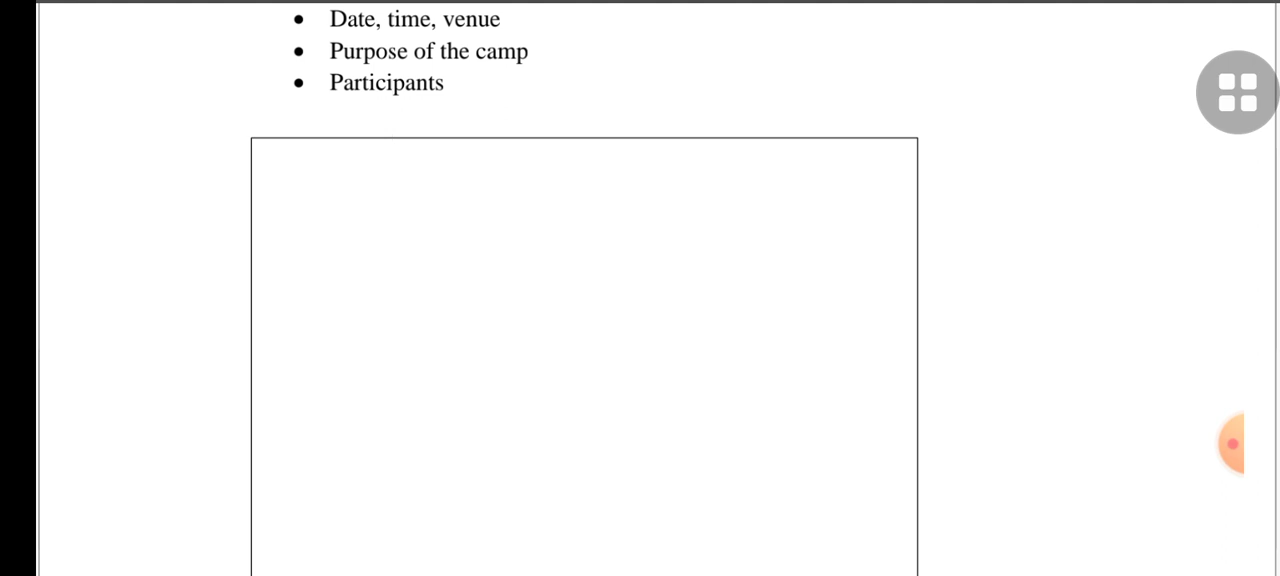 • Date, time, venue
• Purpose of the camp
• Participants